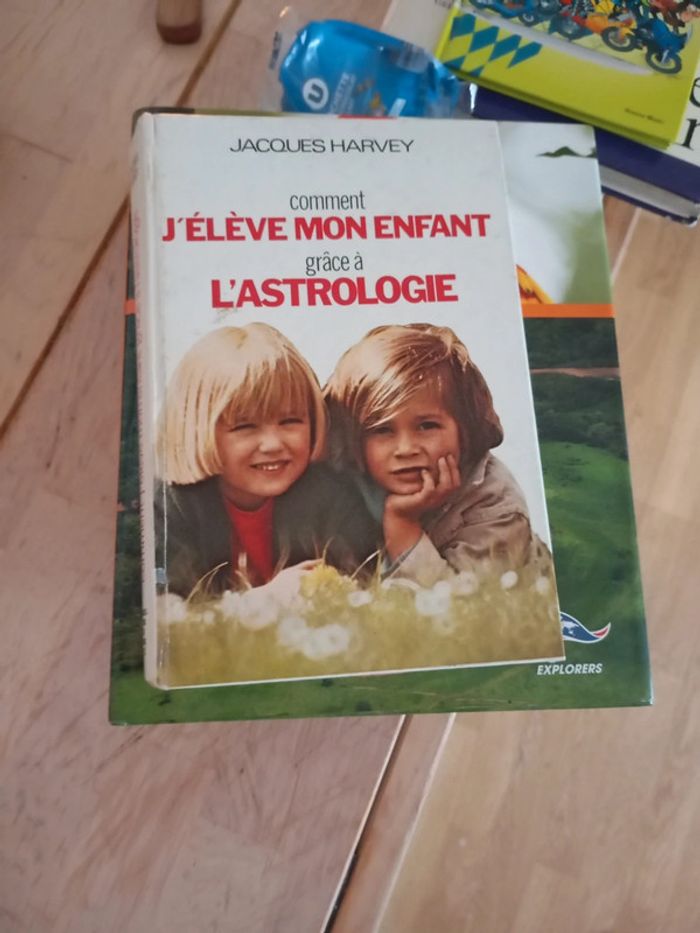 JACQUES HARVEY
comment
J'ÉLÈVE MON ENFANT
grâce à
L'ASTROLOGIE
EXPLORERS
U